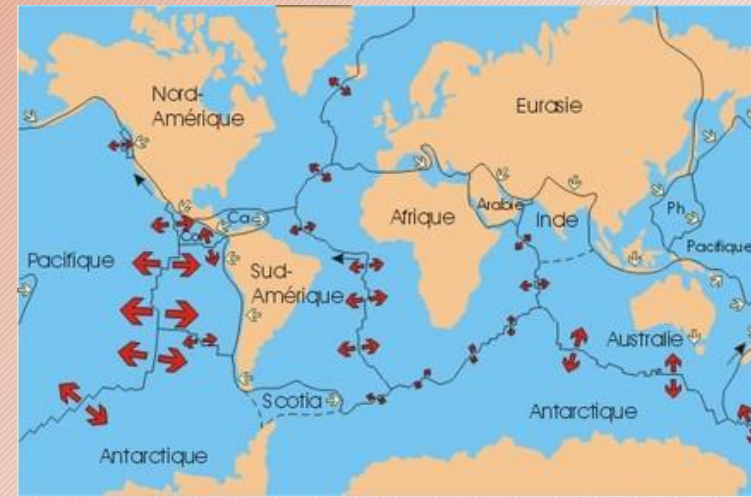 Nord-
Amérique
Eurasie
Ca
Arabie
Afrique
Inde
Ph
Co
Pacifique
Pacifique
Sud-
Amérique
Australie
Scotia
Antarctique
Antarctique